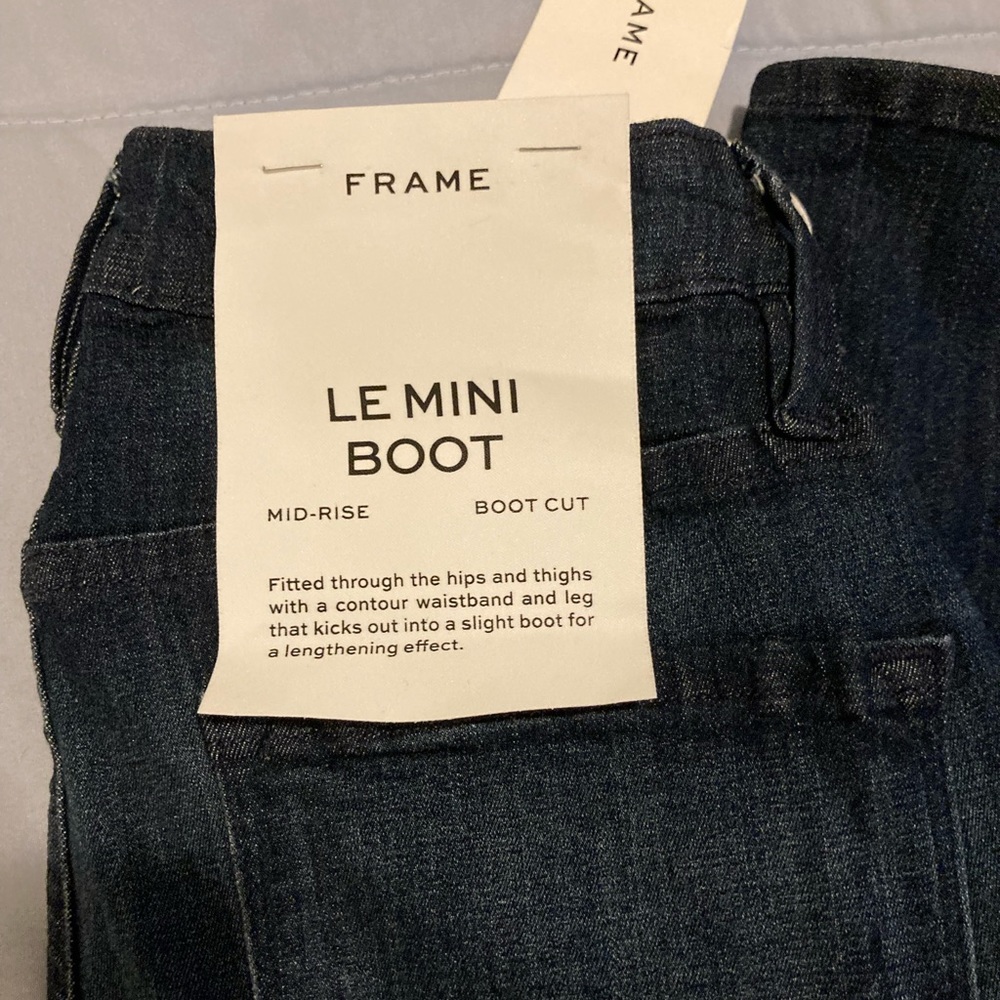 AME
FRAME
LE MINI
BOOT
MID-RISE BOOT CUT
Fitted through the hips and thighs
with a contour waistband and leg
that kicks out into a slight boot for
a lengthening effect.